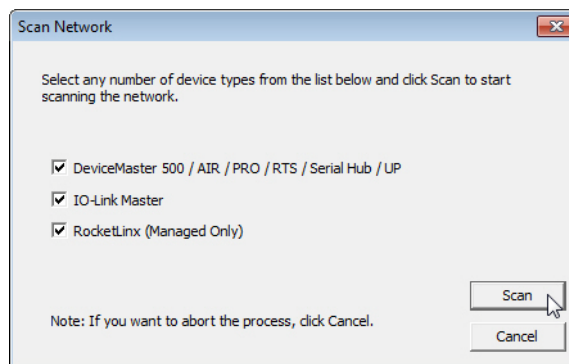 Scan Network
Select any number of device types from the list below and click Scan to start
scanning the network.
DeviceMaster 500 / AIR / PRO / RTS / Serial Hub / UP
IO-Link Master
RocketLinx (Managed Only)
Scan
Note: If you want to abort the process, click Cancel.
Cancel